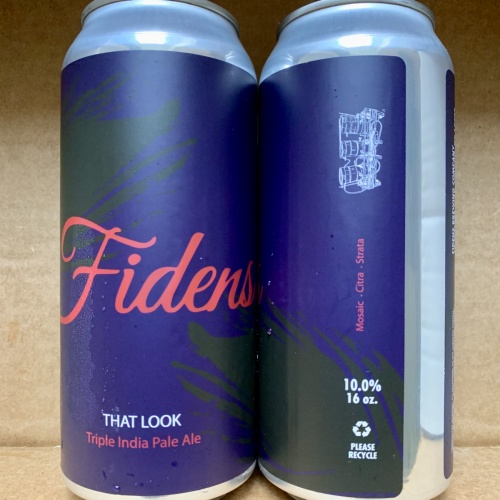 Fidens
THAT LOOK
Triple India Pale Ale
Mosaic · Citra · Strata
10.0%
16 oz.
PLEASE
RECYCLE